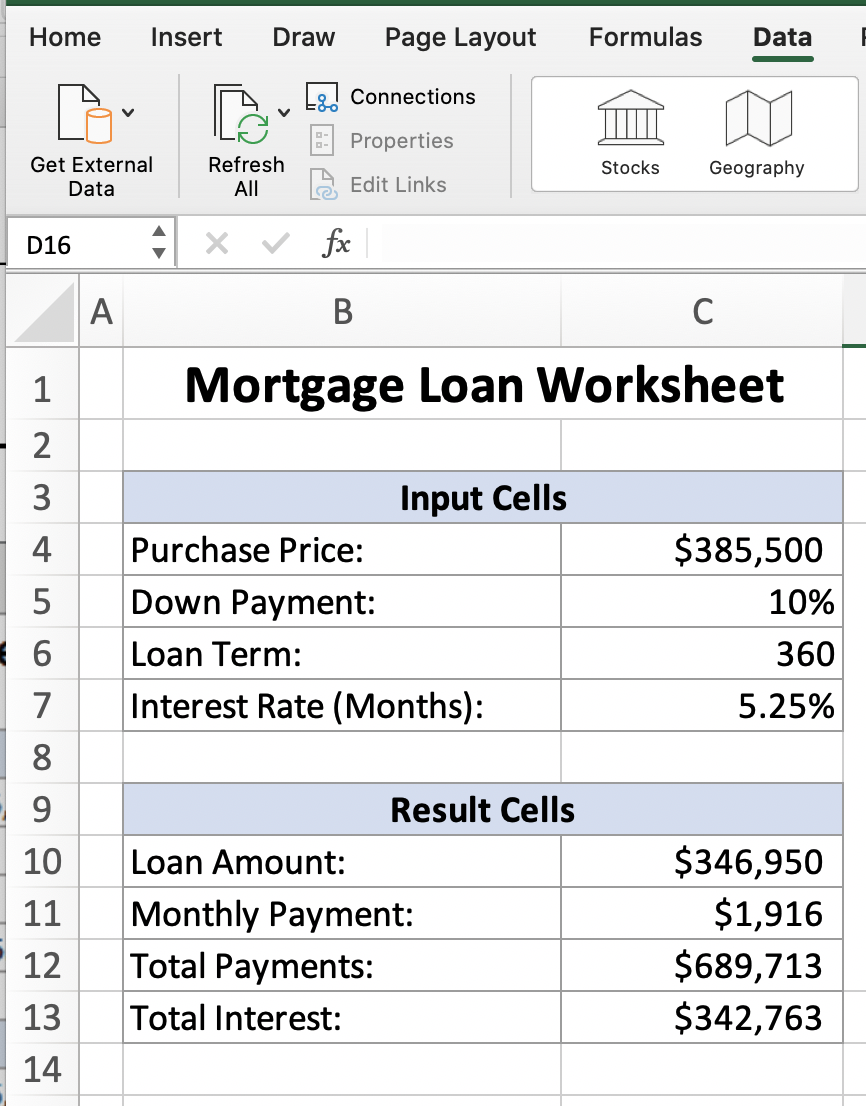 Home Insert Draw Page Layout Formulas Data
Get External Data
Refresh All
Connections
Properties
Edit Links
Stocks Geography
D16 fx
A B C
1 Mortgage Loan Worksheet
2
3 Input Cells
4 Purchase Price: $385,500
5 Down Payment: 10%
6 Loan Term: 360
7 Interest Rate (Months): 5.25%
8
9 Result Cells
10 Loan Amount: $346,950
11 Monthly Payment: $1,916
12 Total Payments: $689,713
13 Total Interest: $342,763
14